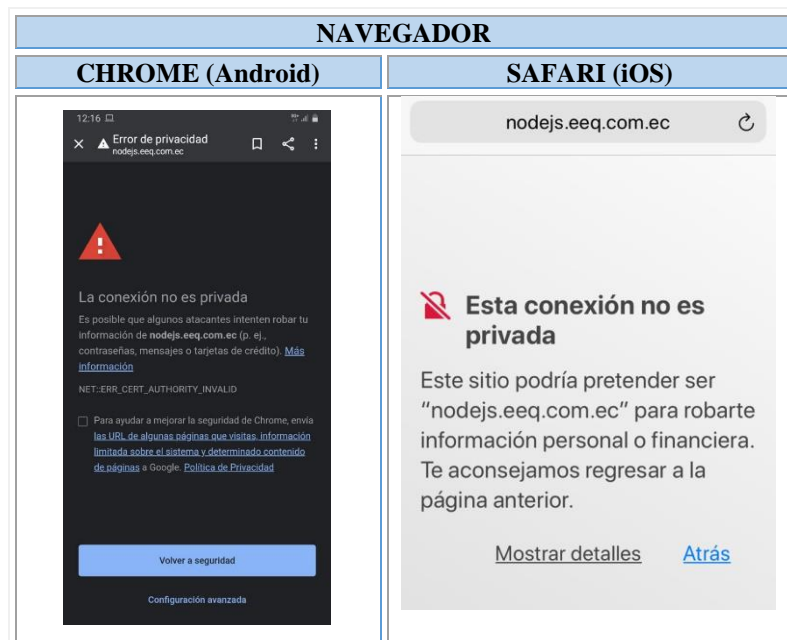 NAVEGADOR
CHROME (Android)
SAFARI (iOS)
12:16
Error de privacidad
nodejs.eeq.com.ec
La conexión no es privada
Es posible que algunos atacantes intenten robar tu
información de nodejs.eeq.com.ec (p. ej.,
contraseñas, mensajes o tarjetas de crédito). Más
información
NET::ERR_CERT_AUTHORITY_INVALID
Para ayudar a mejorar la seguridad de Chrome, envía
las URL de algunas páginas que visitas, información
limitada sobre el sistema y determinado contenido
de páginas a Google. Política de Privacidad
Volver a seguridad
Configuración avanzada
nodejs.eeq.com.ec
Esta conexión no es
privada
Este sitio podría pretender ser
“nodejs.eeq.com.ec” para robarte
información personal o financiera.
Te aconsejamos regresar a la
página anterior.
Mostrar detalles Atrás